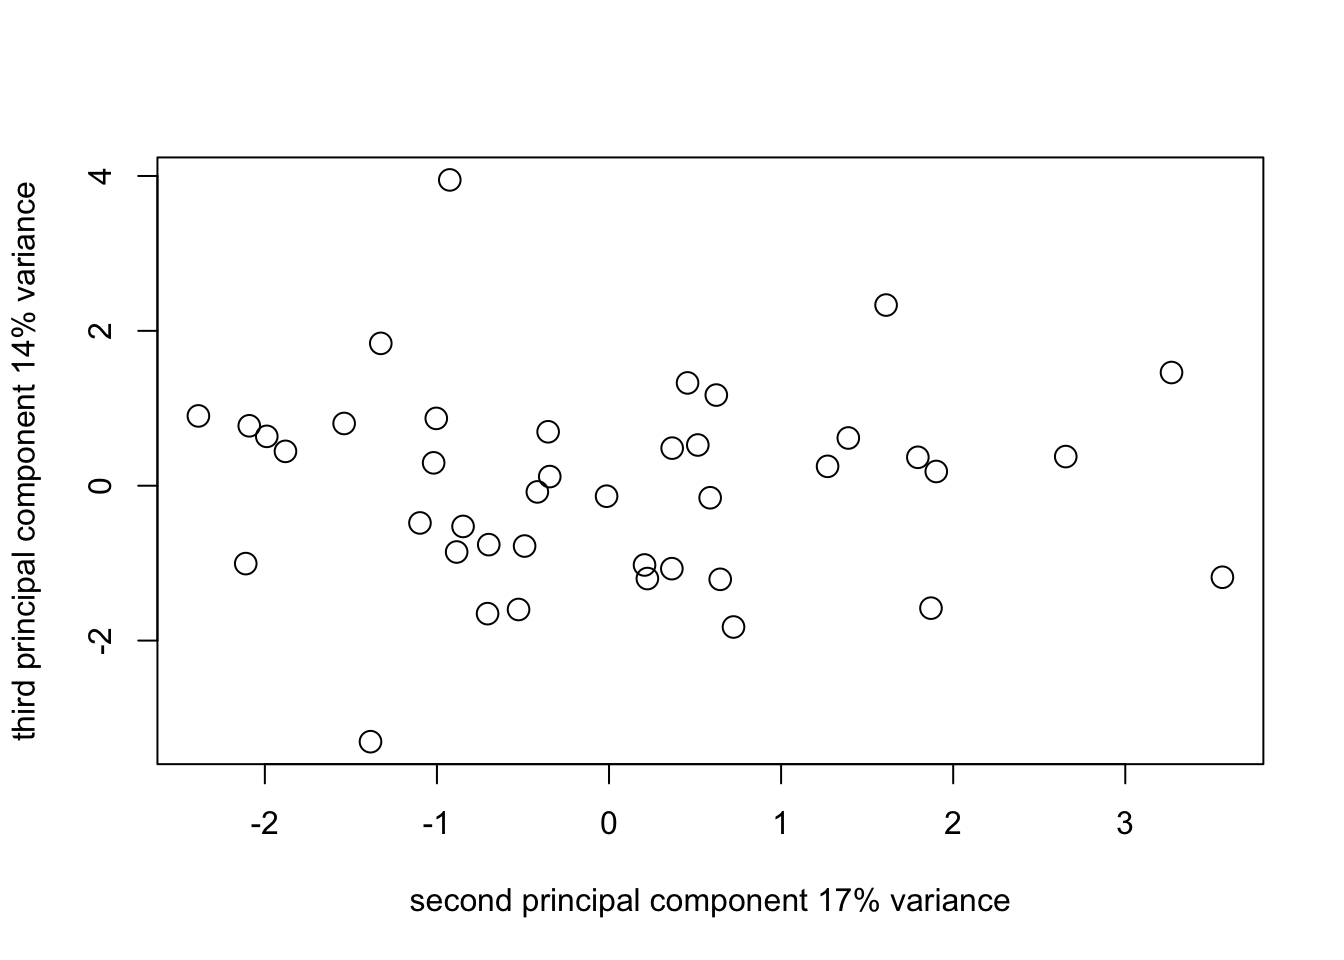 third principal component 14% variance
4
2
0
-2
-2 -1 0 1 2 3
second principal component 17% variance